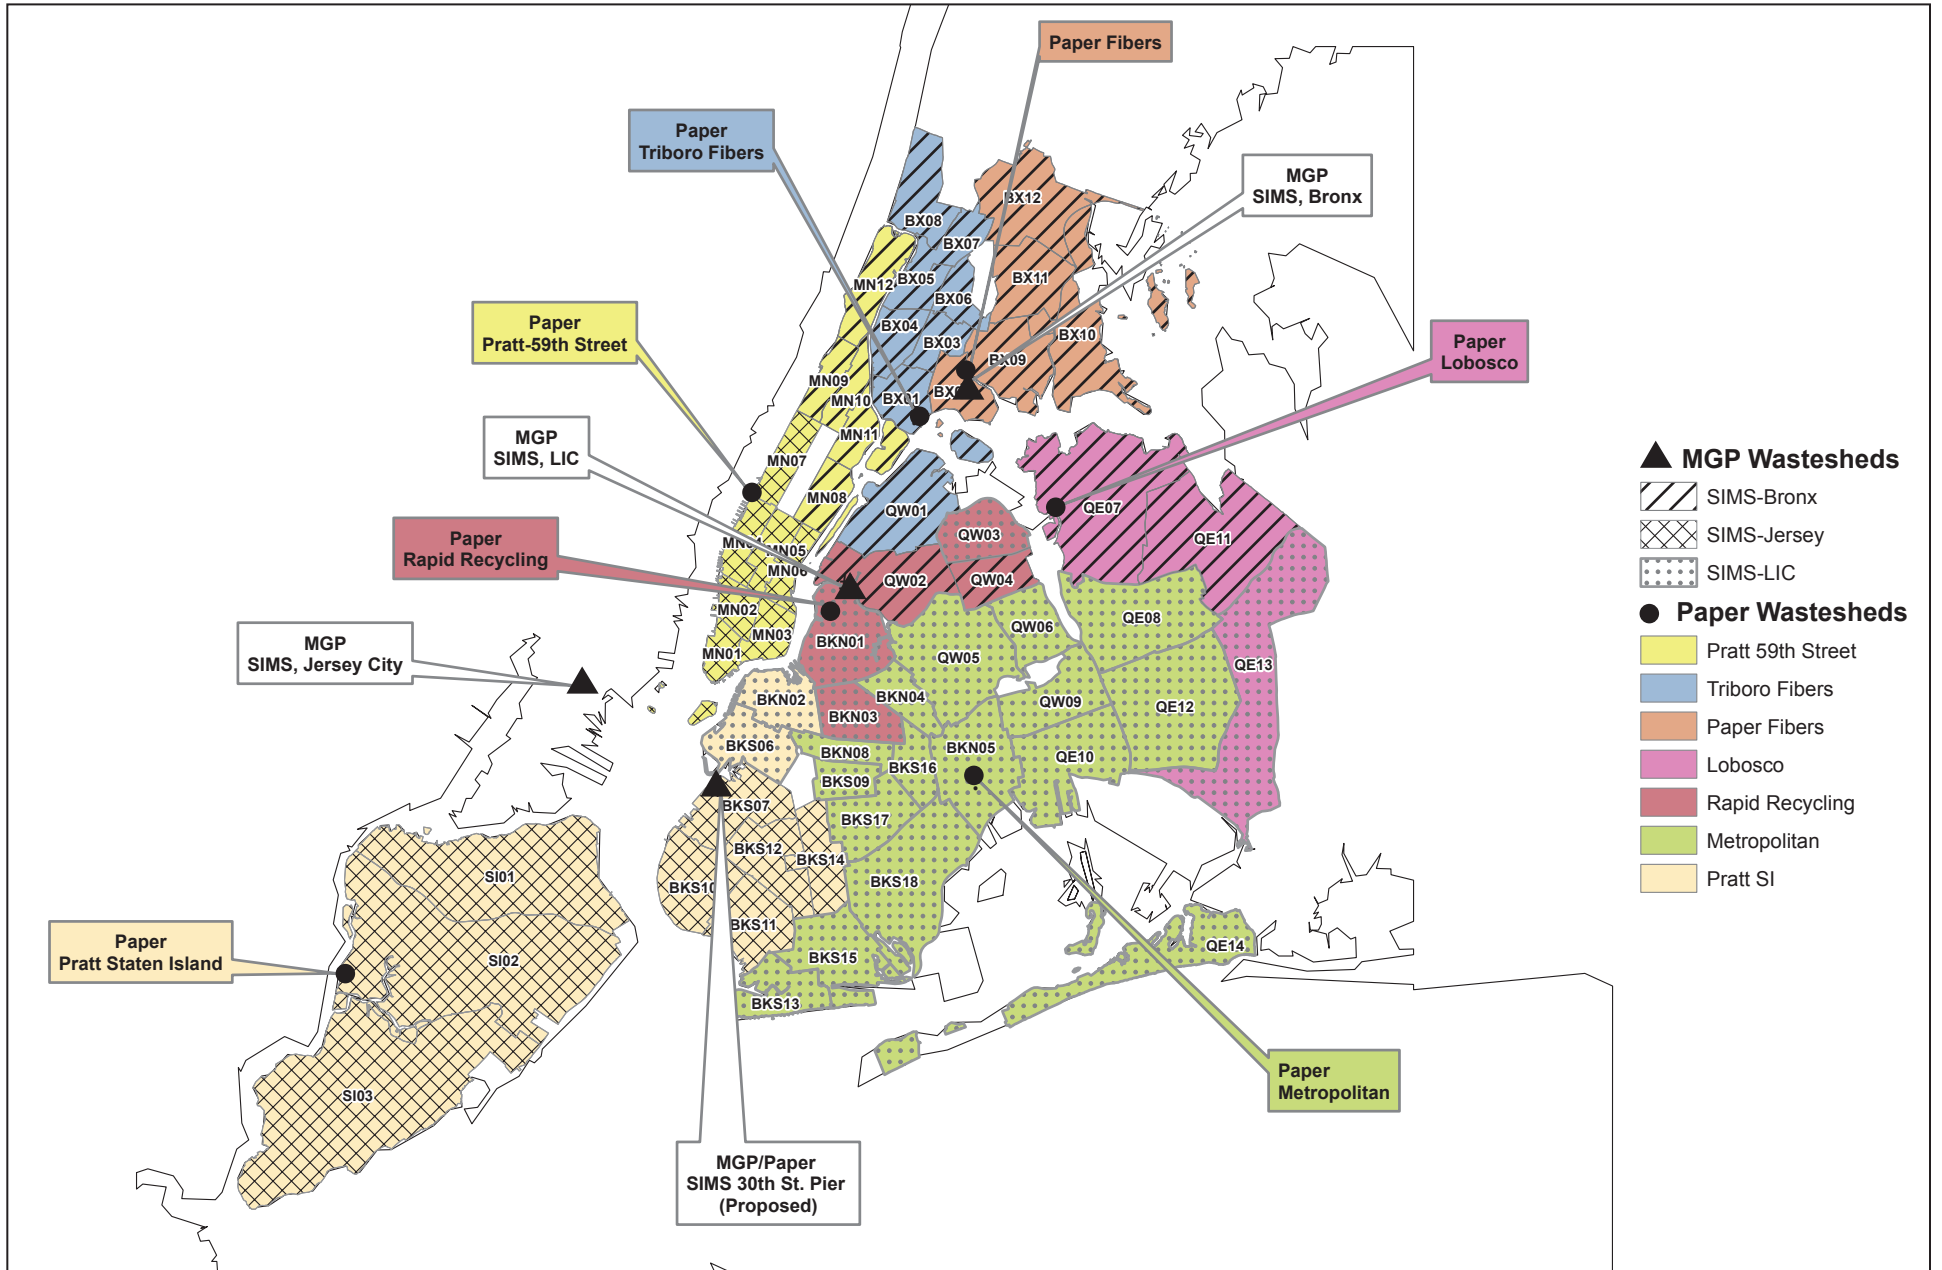 Paper Fibers
Paper
Triboro Fibers
MGP
SIMS, Bronx
Paper
Pratt-59th Street
Paper
Lobosco
MGP
SIMS, LIC
Paper
Rapid Recycling
MGP
SIMS, Jersey City
Paper
Pratt Staten Island
Paper
Metropolitan
MGP/Paper
SIMS 30th St. Pier
(Proposed)
BX12
BX08
BX07
BX11
BX05
MN12
BX06
BX04
BX10
BX03
BX09
MN09
BX01
MN10
MN11
MN07
MN08
QW01
QE07
QW03
QE11
MN05
MN06
QW02
QW04
MN02
QE08
MN03
QW06
BKN01
MN01
QW05
QE13
BKN02
BKN04
QW09
QE12
BKN03
BKS06
BKN08
BKN05
BKS16
QE10
BKS09
BKS07
BKS17
BKS12
BKS14
BKS10
BKS18
BKS11
BKS15
BKS13
QE14
SI01
SI02
SI03
MGP Wastesheds
SIMS-Bronx
SIMS-Jersey
SIMS-LIC
Paper Wastesheds
Pratt 59th Street
Triboro Fibers
Paper Fibers
Lobosco
Rapid Recycling
Metropolitan
Pratt SI